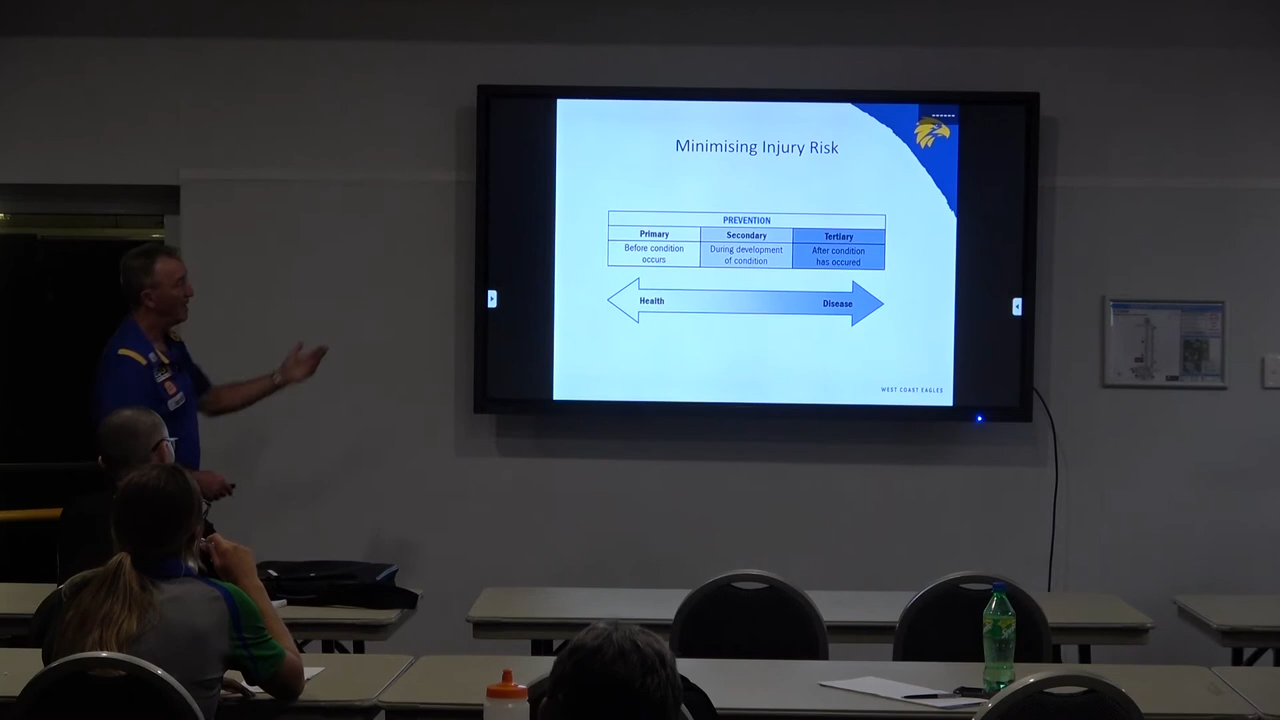 Minimising Injury Risk
PREVENTION
Primary Secondary Tertiary
Before condition During development After condition
occurs of condition has occured
Health Disease
WEST COAST EAGLES
Sprite